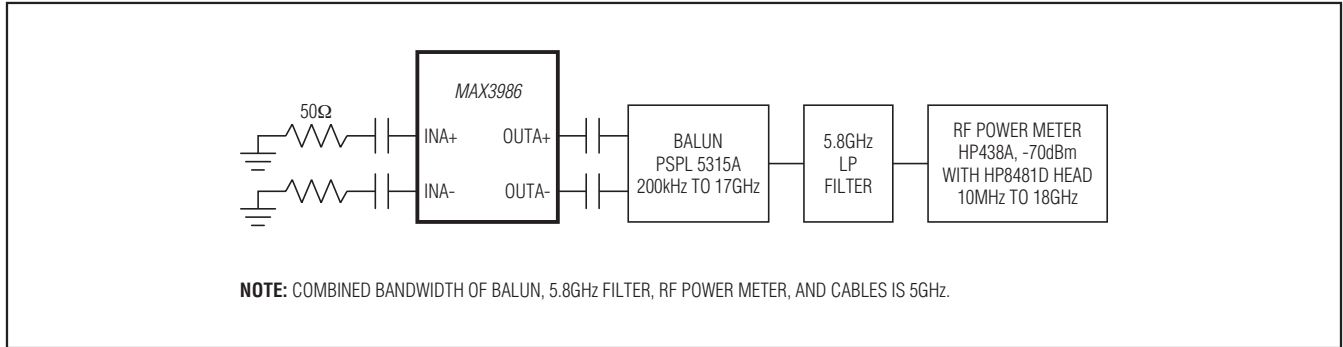 MAX3986
50Ω
INA+
OUTA+
INA-
OUTA-
BALUN
PSPL 5315A
200kHz TO 17GHz
5.8GHz
LP
FILTER
RF POWER METER
HP438A, -70dBm
WITH HP8481D HEAD
10MHz TO 18GHz
NOTE: COMBINED BANDWIDTH OF BALUN, 5.8GHz FILTER, RF POWER METER, AND CABLES IS 5GHz.